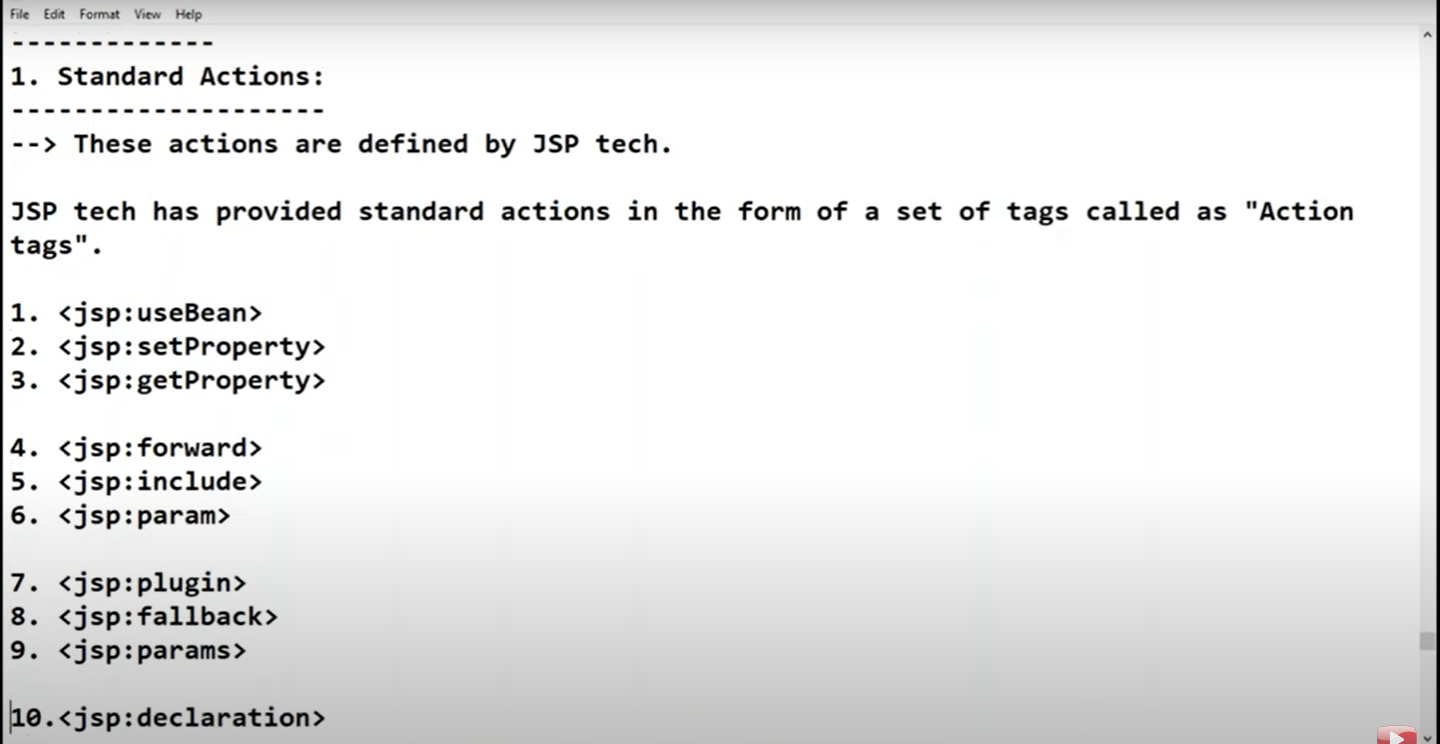 File Edit Format View Help
-------------
1. Standard Actions:
--------------------
--> These actions are defined by JSP tech.
JSP tech has provided standard actions in the form of a set of tags called as "Action
tags".
1. <jsp:useBean>
2. <jsp:setProperty>
3. <jsp:getProperty>
4. <jsp:forward>
5. <jsp:include>
6. <jsp:param>
7. <jsp:plugin>
8. <jsp:fallback>
9. <jsp:params>
10.<jsp:declaration>